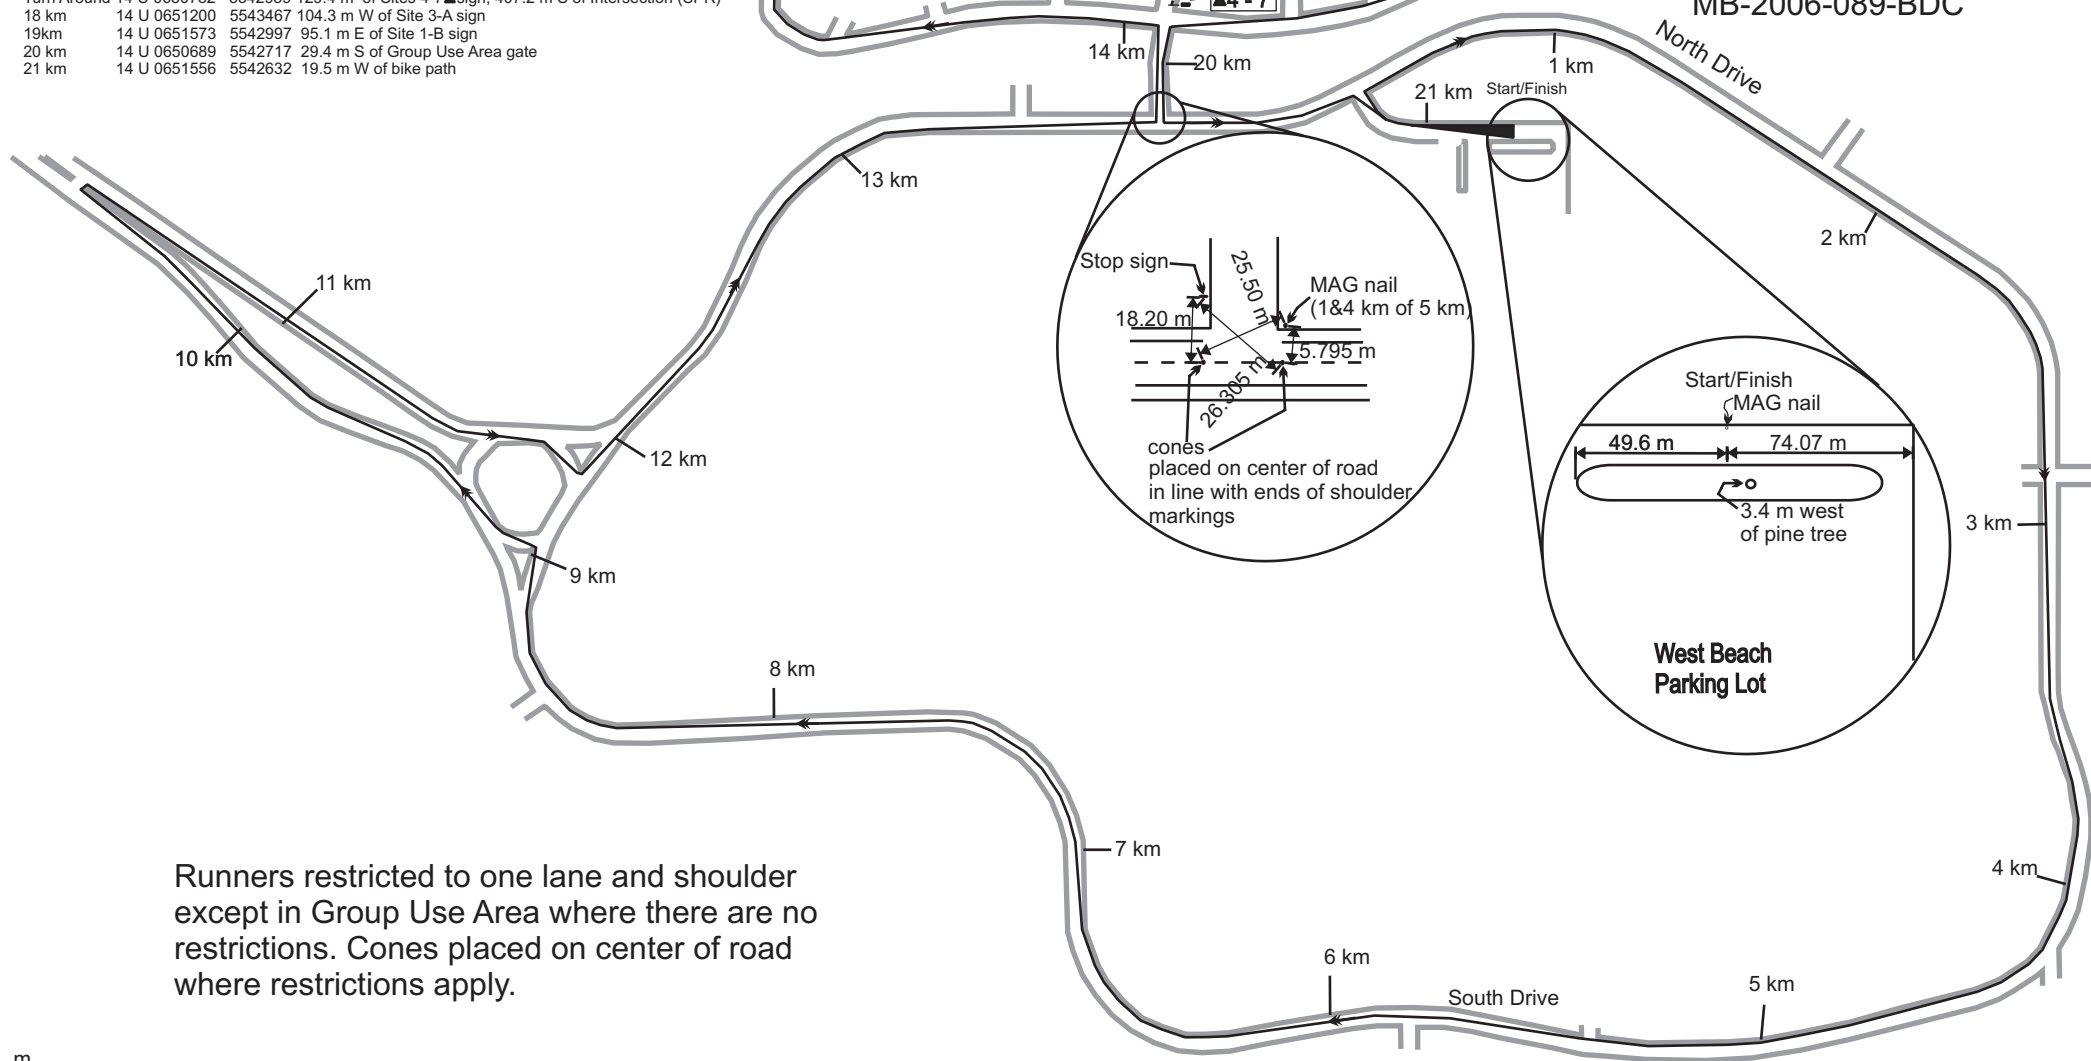 18 km 14 U 0651200 5543467 104.3 m W of Site 3-A sign
19km 14 U 0651573 5542997 95.1 m E of Site 1-B sign
20 km 14 U 0650689 5542717 29.4 m S of Group Use Area gate
21 km 14 U 0651556 5542632 19.5 m W of bike path
MB-2006-089-BDC
North Drive
14 km
20 km
1 km
21 km
Start/Finish
13 km
2 km
11 km
10 km
Stop sign
25.50 m
MAG nail
(1&4 km of 5 km)
18.20 m
5.795 m
26.305 m
cones
placed on center of road
in line with ends of shoulder
markings
Start/Finish
MAG nail
49.6 m
74.07 m
3.4 m west
of pine tree
West Beach
Parking Lot
12 km
3 km
9 km
8 km
7 km
4 km
Runners restricted to one lane and shoulder
except in Group Use Area where there are no
restrictions. Cones placed on center of road
where restrictions apply.
6 km
South Drive
5 km
m